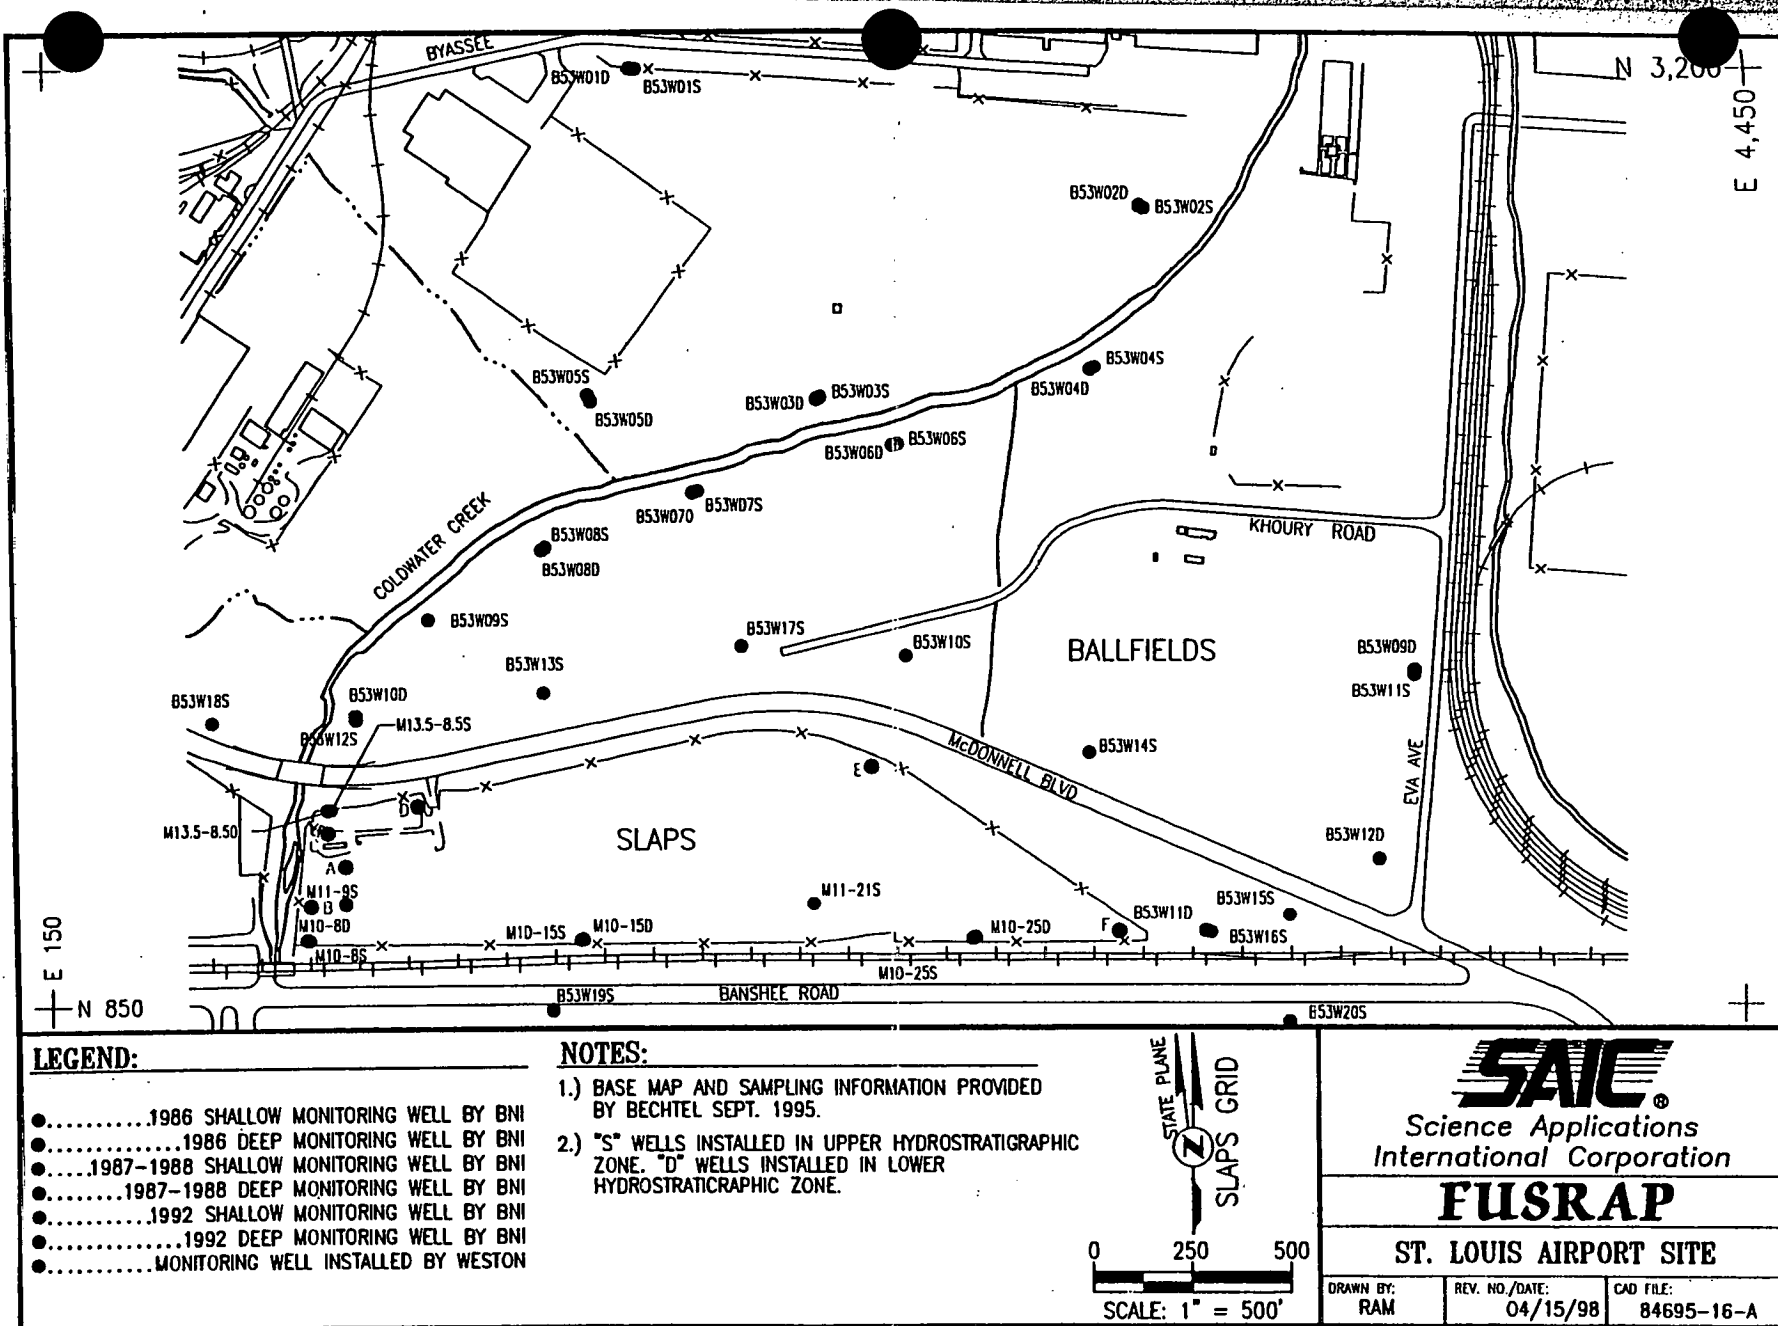 BYASSEE
N 3,200
E 4,450
B53W01D
B53W01S
B53W02D
B53W02S
B53W05S
B53W05D
B53W03D
B53W03S
B53W04S
B53W04D
B53W06D
B53W06S
B53W070
B53WD7S
COLDWATER CREEK
B53W08S
B53W08D
KHOURY ROAD
B53W09S
B53W17S
B53W10S
BALLFIELDS
B53W09D
B53W11S
B53W13S
B53W18S
B53W10D
M13.5-8.5S
B53W12S
McDONNELL BLVD
B53W14S
EVA AVE
E
D
M13.5-8.50
SLAPS
B53W12D
A
M11-9S
B
M11-21S
M10-8D
M10-8S
M10-15S
M10-15D
M10-25D
F
B53W11D
B53W15S
B53W16S
M10-25S
E 150
N 850
B53W19S
BANSHEE ROAD
B53W20S
LEGEND:
..........1986 SHALLOW MONITORING WELL BY BNI
............1986 DEEP MONITORING WELL BY BNI
....1987-1988 SHALLOW MONITORING WELL BY BNI
.......1987-1988 DEEP MONITORING WELL BY BNI
..........1992 SHALLOW MONITORING WELL BY BNI
............1992 DEEP MONITORING WELL BY BNI
..........MONITORING WELL INSTALLED BY WESTON
NOTES:
1.) BASE MAP AND SAMPLING INFORMATION PROVIDED
BY BECHTEL SEPT. 1995.
2.) "S" WELLS INSTALLED IN UPPER HYDROSTRATIGRAPHIC
ZONE. "D" WELLS INSTALLED IN LOWER
HYDROSTRATICRAPHIC ZONE.
STATE PLANE
SLAPS GRID
N
0 250 500
SCALE: 1" = 500'
SAIC®
Science Applications
International Corporation
FUSRAP
ST. LOUIS AIRPORT SITE
DRAWN BY:
RAM
REV. NO./DATE:
04/15/98
CAD FILE:
84695-16-A